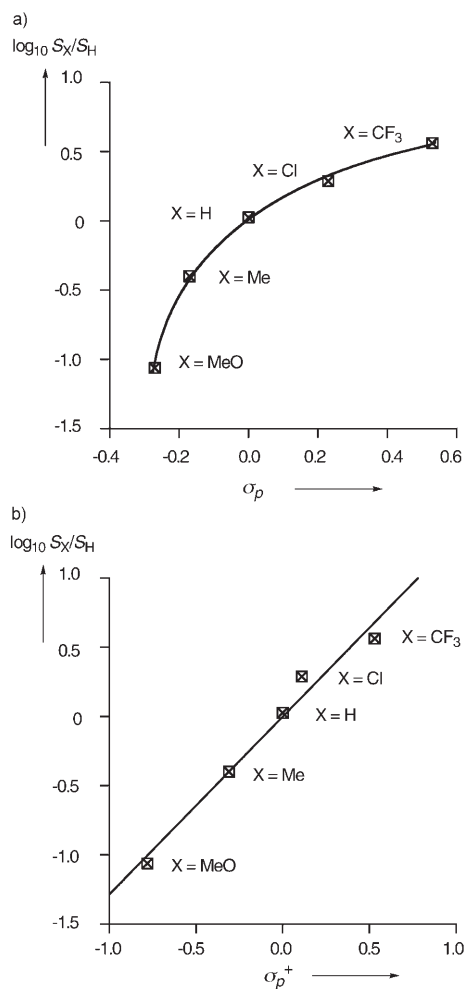 a)
log₁₀ Sₓ/S_H
1.0
X = CF₃
0.5
X = Cl
X = H
0
-0.5
X = Me
-1.0
X = MeO
-1.5
-0.4 -0.2 0.0 0.2 0.4 0.6
σₚ
b)
log₁₀ Sₓ/S_H
1.0
X = CF₃
0.5
X = Cl
0
X = H
-0.5
X = Me
-1.0
X = MeO
-1.5
-1.0 -0.5 0.0 0.5 1.0
σₚ⁺